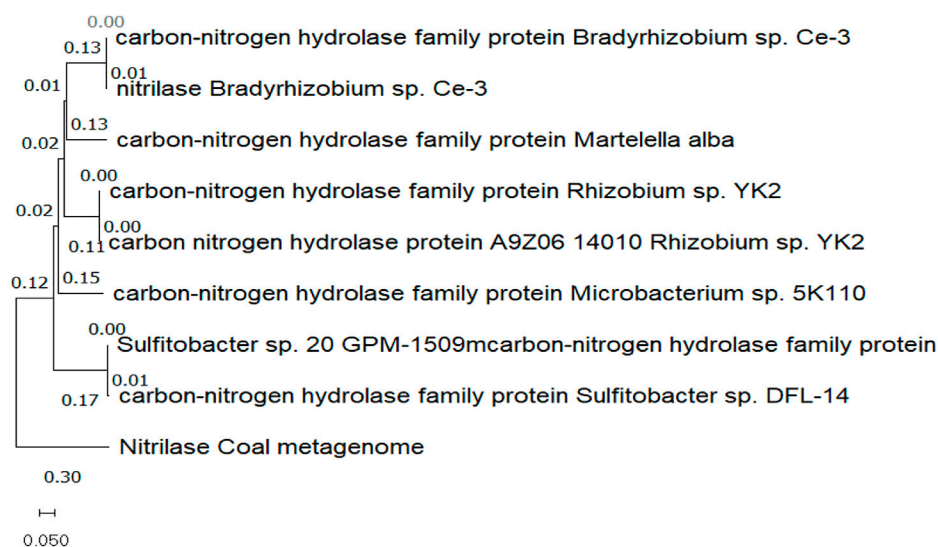 0.00
carbon-nitrogen hydrolase family protein Bradyrhizobium sp. Ce-3
0.13
0.01
0.01
nitrilase Bradyrhizobium sp. Ce-3
0.13
carbon-nitrogen hydrolase family protein Martelella alba
0.02
0.00
carbon-nitrogen hydrolase family protein Rhizobium sp. YK2
0.02
0.00
0.11
carbon nitrogen hydrolase protein A9Z06 14010 Rhizobium sp. YK2
0.12
0.15
carbon-nitrogen hydrolase family protein Microbacterium sp. 5K110
0.00
Sulfitobacter sp. 20 GPM-1509mcarbon-nitrogen hydrolase family protein
0.01
0.17
carbon-nitrogen hydrolase family protein Sulfitobacter sp. DFL-14
Nitrilase Coal metagenome
0.30
0.050